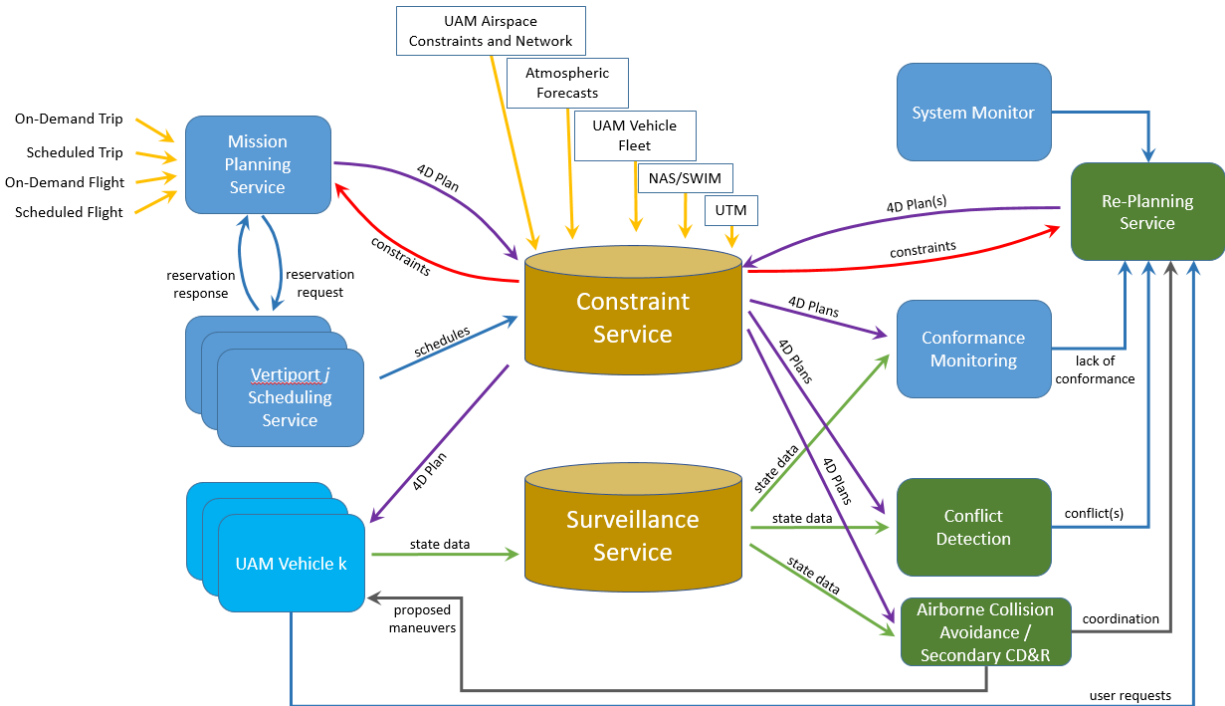 UAM Airspace
Constraints and Network
Atmospheric
Forecasts
UAM Vehicle
Fleet
NAS/SWIM
UTM
On-Demand Trip
Scheduled Trip
On-Demand Flight
Scheduled Flight
Mission
Planning
Service
4D Plan
constraints
reservation
response
reservation
request
Vertiport j
Scheduling
Service
schedules
Constraint
Service
4D Plan
System Monitor
Re-Planning
Service
4D Plan(s)
constraints
4D Plans
4D Plans
4D Plans
Conformance
Monitoring
lack of
conformance
UAM Vehicle k
state data
Surveillance
Service
state data
state data
state data
Conflict
Detection
conflict(s)
Airborne Collision
Avoidance /
Secondary CD&R
coordination
proposed
maneuvers
user requests